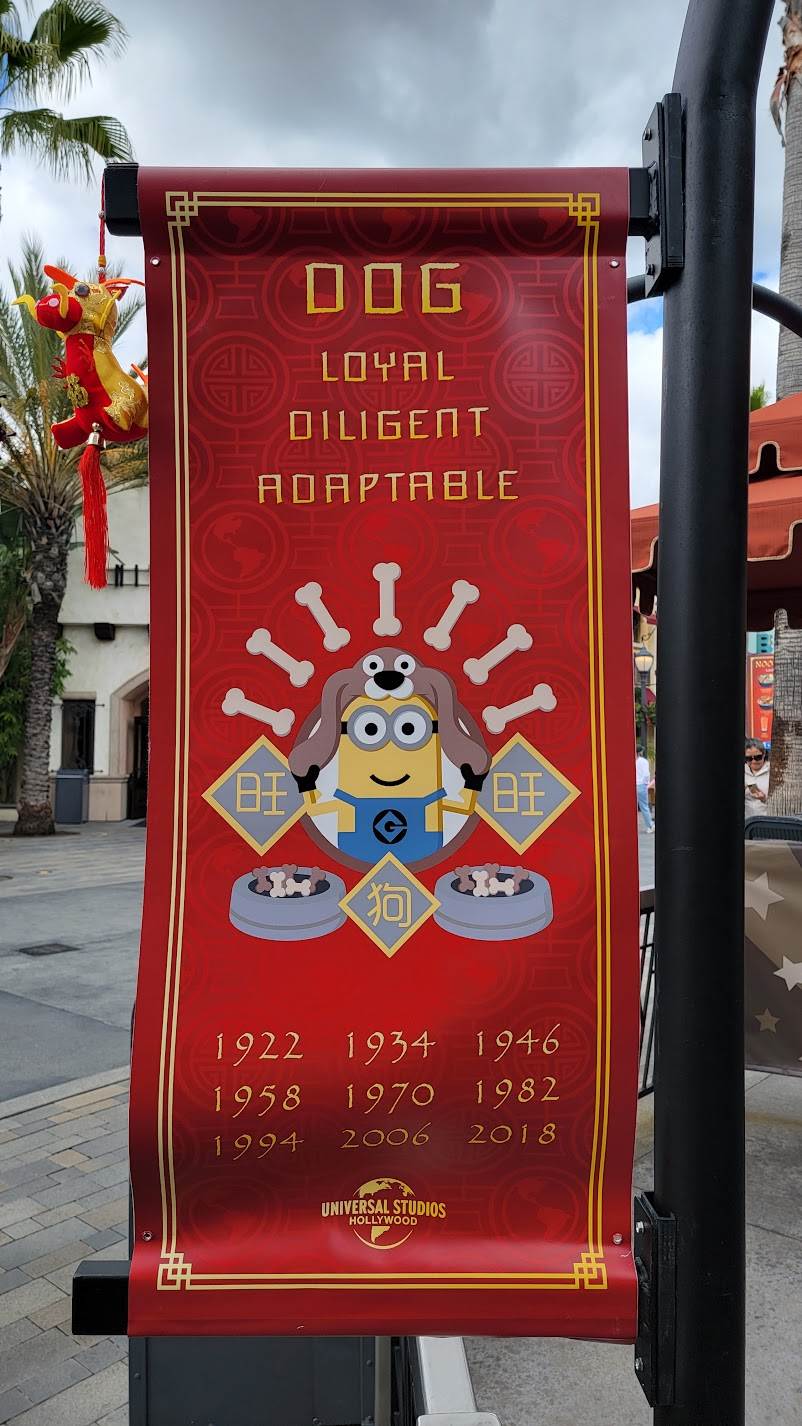 DOG
LOYAL
DILIGENT
ADAPTABLE
旺 旺
G
狗
1922 1934 1946
1958 1970 1982
1994 2006 2018
UNIVERSAL STUDIOS
HOLLYWOOD